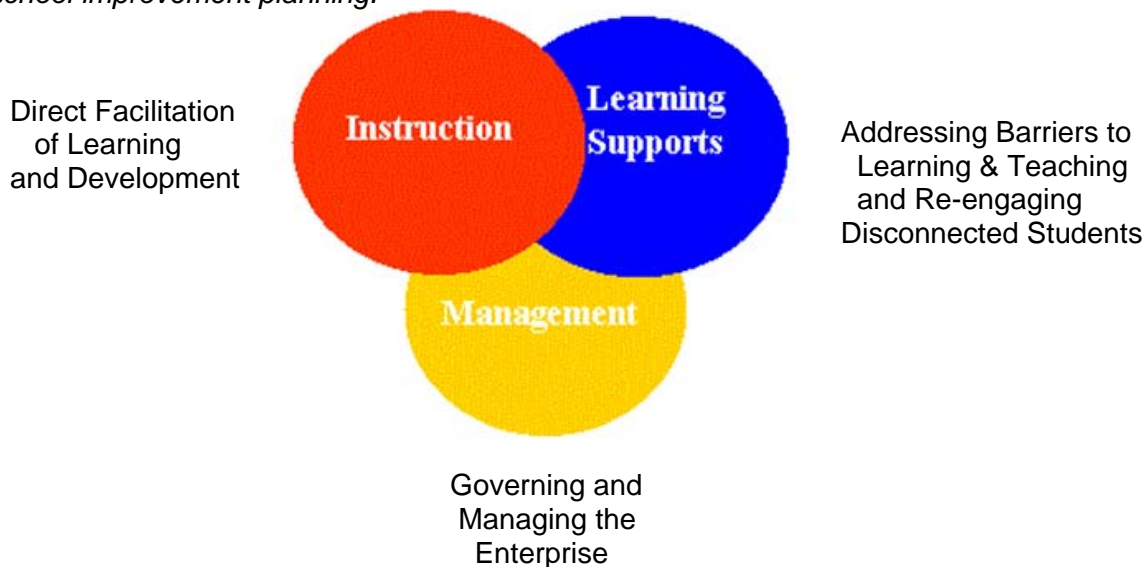 school improvement planning.
Direct Facilitation
of Learning
and Development
Instruction
Learning
Supports
Addressing Barriers to
Learning & Teaching
and Re-engaging
Disconnected Students
Management
Governing and
Managing the
Enterprise